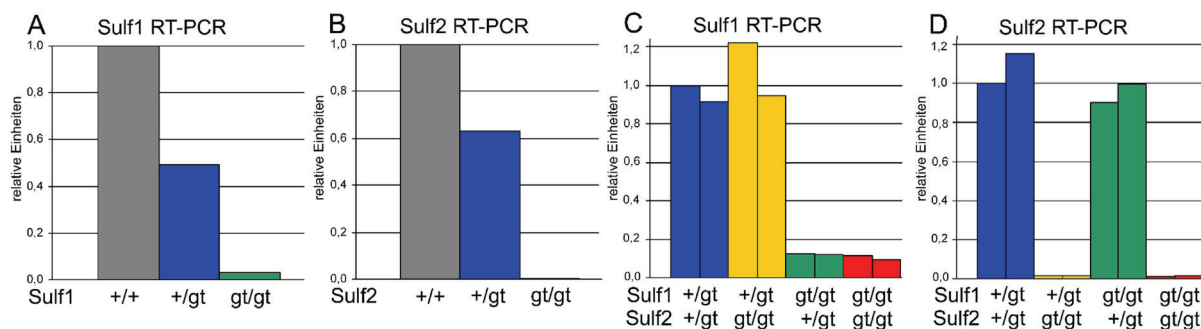 A Sulf1 RT-PCR
relative Einheiten
1,0
0,8
0,6
0,4
0,2
0,0
Sulf1 +/+ +/gt gt/gt
B Sulf2 RT-PCR
relative Einheiten
1,0
0,8
0,6
0,4
0,2
0,0
Sulf2 +/+ +/gt gt/gt
C Sulf1 RT-PCR
relative Einheiten
1,2
1,0
0,8
0,6
0,4
0,2
0,0
Sulf1 +/gt +/gt gt/gt gt/gt
Sulf2 +/gt gt/gt +/gt gt/gt
D Sulf2 RT-PCR
relative Einheiten
1,2
1,0
0,8
0,6
0,4
0,2
0,0
Sulf1 +/gt +/gt gt/gt gt/gt
Sulf2 +/gt gt/gt +/gt gt/gt